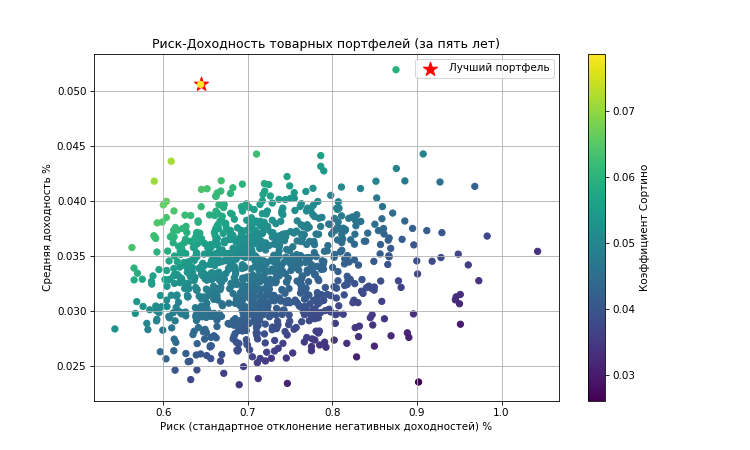 Риск-Доходность товарных портфелей (за пять лет)
Лучший портфель
Средняя доходность %
0.050
0.045
0.040
0.035
0.030
0.025
0.6 0.7 0.8 0.9 1.0
Риск (стандартное отклонение негативных доходностей) %
0.07
0.06
0.05
0.04
0.03
Коэффициент Сортино